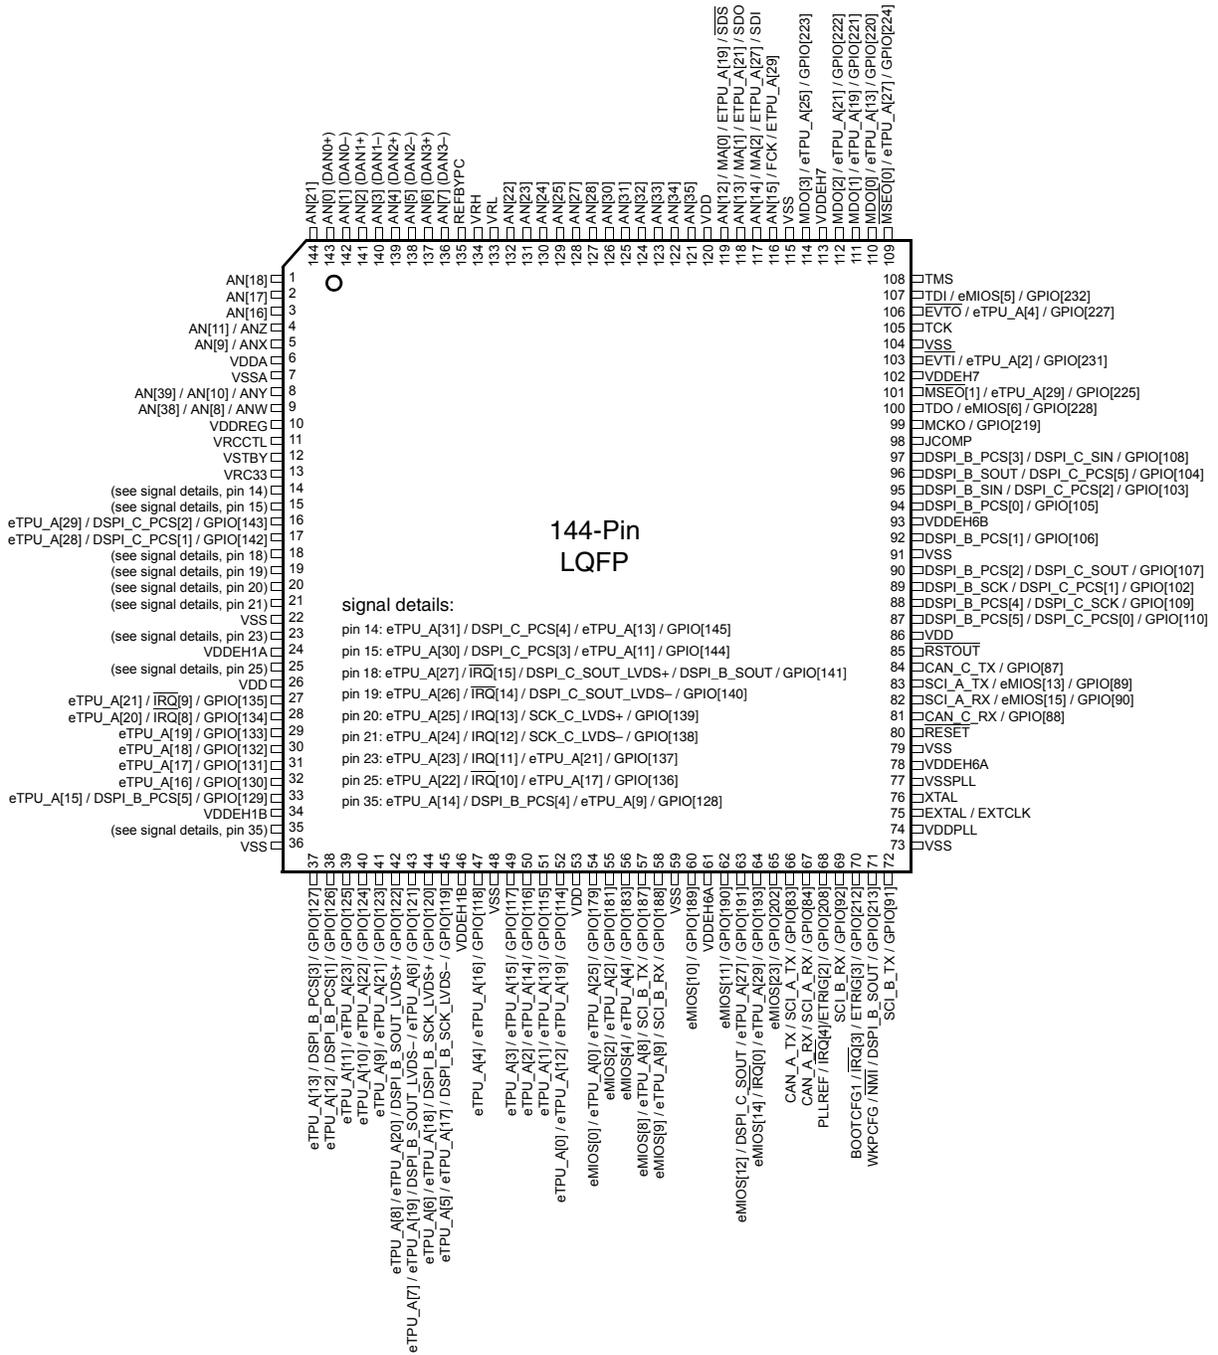 AN[21]
AN[0] (DAN0+)
AN[1] (DAN0–)
AN[2] (DAN1+)
AN[3] (DAN1–)
AN[4] (DAN2+)
AN[5] (DAN2–)
AN[6] (DAN3+)
AN[7] (DAN3–)
REFBYPC
VRH
VRL
AN[22]
AN[23]
AN[24]
AN[25]
AN[27]
AN[28]
AN[30]
AN[31]
AN[32]
AN[33]
AN[34]
AN[35]
VDD
AN[12] / MA[0] / ETPU_A[19] / SDS
AN[13] / MA[1] / ETPU_A[21] / SDO
AN[14] / MA[2] / ETPU_A[27] / SDI
AN[15] / FCK / ETPU_A[29]
VSS
MDO[3] / eTPU_A[25] / GPIO[223]
VDDEH7
MDO[2] / eTPU_A[21] / GPIO[222]
MDO[1] / eTPU_A[19] / GPIO[221]
MDO[0] / eTPU_A[13] / GPIO[220]
MSEO[0] / eTPU_A[27] / GPIO[224]
144
143
142
141
140
139
138
137
136
135
134
133
132
131
130
129
128
127
126
125
124
123
122
121
120
119
118
117
116
115
114
113
112
111
110
109
AN[18] 1
AN[17] 2
AN[16] 3
AN[11] / ANZ 4
AN[9] / ANX 5
VDDA 6
VSSA 7
AN[39] / AN[10] / ANY 8
AN[38] / AN[8] / ANW 9
VDDREG 10
VRCCTL 11
VSTBY 12
VRC33 13
(see signal details, pin 14) 14
(see signal details, pin 15) 15
eTPU_A[29] / DSPI_C_PCS[2] / GPIO[143] 16
eTPU_A[28] / DSPI_C_PCS[1] / GPIO[142] 17
(see signal details, pin 18) 18
(see signal details, pin 19) 19
(see signal details, pin 20) 20
(see signal details, pin 21) 21
VSS 22
(see signal details, pin 23) 23
VDDEH1A 24
(see signal details, pin 25) 25
VDD 26
eTPU_A[21] / IRQ[9] / GPIO[135] 27
eTPU_A[20] / IRQ[8] / GPIO[134] 28
eTPU_A[19] / GPIO[133] 29
eTPU_A[18] / GPIO[132] 30
eTPU_A[17] / GPIO[131] 31
eTPU_A[16] / GPIO[130] 32
eTPU_A[15] / DSPI_B_PCS[5] / GPIO[129] 33
VDDEH1B 34
(see signal details, pin 35) 35
VSS 36
144-Pin
LQFP
signal details:
pin 14: eTPU_A[31] / DSPI_C_PCS[4] / eTPU_A[13] / GPIO[145]
pin 15: eTPU_A[30] / DSPI_C_PCS[3] / eTPU_A[11] / GPIO[144]
pin 18: eTPU_A[27] / IRQ[15] / DSPI_C_SOUT_LVDS+ / DSPI_B_SOUT / GPIO[141]
pin 19: eTPU_A[26] / IRQ[14] / DSPI_C_SOUT_LVDS– / GPIO[140]
pin 20: eTPU_A[25] / IRQ[13] / SCK_C_LVDS+ / GPIO[139]
pin 21: eTPU_A[24] / IRQ[12] / SCK_C_LVDS– / GPIO[138]
pin 23: eTPU_A[23] / IRQ[11] / eTPU_A[21] / GPIO[137]
pin 25: eTPU_A[22] / IRQ[10] / eTPU_A[17] / GPIO[136]
pin 35: eTPU_A[14] / DSPI_B_PCS[4] / eTPU_A[9] / GPIO[128]
108 TMS
107 TDI / eMIOS[5] / GPIO[232]
106 EVTO / eTPU_A[4] / GPIO[227]
105 TCK
104 VSS
103 EVTI / eTPU_A[2] / GPIO[231]
102 VDDEH7
101 MSEO[1] / eTPU_A[29] / GPIO[225]
100 TDO / eMIOS[6] / GPIO[228]
99 MCKO / GPIO[219]
98 JCOMP
97 DSPI_B_PCS[3] / DSPI_C_SIN / GPIO[108]
96 DSPI_B_SOUT / DSPI_C_PCS[5] / GPIO[104]
95 DSPI_B_SIN / DSPI_C_PCS[2] / GPIO[103]
94 DSPI_B_PCS[0] / GPIO[105]
93 VDDEH6B
92 DSPI_B_PCS[1] / GPIO[106]
91 VSS
90 DSPI_B_PCS[2] / DSPI_C_SOUT / GPIO[107]
89 DSPI_B_SCK / DSPI_C_PCS[1] / GPIO[102]
88 DSPI_B_PCS[4] / DSPI_C_SCK / GPIO[109]
87 DSPI_B_PCS[5] / DSPI_C_PCS[0] / GPIO[110]
86 VDD
85 RSTOUT
84 CAN_C_TX / GPIO[87]
83 SCI_A_TX / eMIOS[13] / GPIO[89]
82 SCI_A_RX / eMIOS[15] / GPIO[90]
81 CAN_C_RX / GPIO[88]
80 RESET
79 VSS
78 VDDEH6A
77 VSSPLL
76 XTAL
75 EXTAL / EXTCLK
74 VDDPLL
73 VSS
37
38
39
40
41
42
43
44
45
46
47
48
49
50
51
52
53
54
55
56
57
58
59
60
61
62
63
64
65
66
67
68
69
70
71
72
eTPU_A[13] / DSPI_B_PCS[3] / GPIO[127]
eTPU_A[12] / DSPI_B_PCS[1] / GPIO[126]
eTPU_A[11] / eTPU_A[23] / GPIO[125]
eTPU_A[10] / eTPU_A[22] / GPIO[124]
eTPU_A[9] / eTPU_A[21] / GPIO[123]
eTPU_A[8] / eTPU_A[20] / DSPI_B_SOUT_LVDS+ / GPIO[122]
eTPU_A[7] / eTPU_A[19] / DSPI_B_SOUT_LVDS– / eTPU_A[6] / GPIO[121]
eTPU_A[6] / eTPU_A[18] / DSPI_B_SCK_LVDS+ / GPIO[120]
eTPU_A[5] / eTPU_A[17] / DSPI_B_SCK_LVDS– / GPIO[119]
VDDEH1B
eTPU_A[4] / eTPU_A[16] / GPIO[118]
VSS
eTPU_A[3] / eTPU_A[15] / GPIO[117]
eTPU_A[2] / eTPU_A[14] / GPIO[116]
eTPU_A[1] / eTPU_A[13] / GPIO[115]
eTPU_A[0] / eTPU_A[12] / eTPU_A[19] / GPIO[114]
VDD
eMIOS[0] / eTPU_A[0] / eTPU_A[25] / GPIO[179]
eMIOS[2] / eTPU_A[2] / GPIO[181]
eMIOS[4] / eTPU_A[4] / GPIO[183]
eMIOS[8] / eTPU_A[8] / SCI_B_TX / GPIO[187]
eMIOS[9] / eTPU_A[9] / SCI_B_RX / GPIO[188]
VSS
eMIOS[10] / GPIO[189]
VDDEH6A
eMIOS[11] / GPIO[190]
eMIOS[12] / DSPI_C_SOUT / eTPU_A[27] / GPIO[191]
eMIOS[14] / IRQ[0] / eTPU_A[29] / GPIO[193]
eMIOS[23] / GPIO[202]
CAN_A_TX / SCI_A_TX / GPIO[83]
CAN_A_RX / SCI_A_RX / GPIO[84]
PLLREF / IRQ[4]/ETRIG[2] / GPIO[208]
SCI_B_RX / GPIO[92]
BOOTCFG1 / IRQ[3] / ETRIG[3] / GPIO[212]
WKPCFG / NMI / DSPI_B_SOUT / GPIO[213]
SCI_B_TX / GPIO[91]